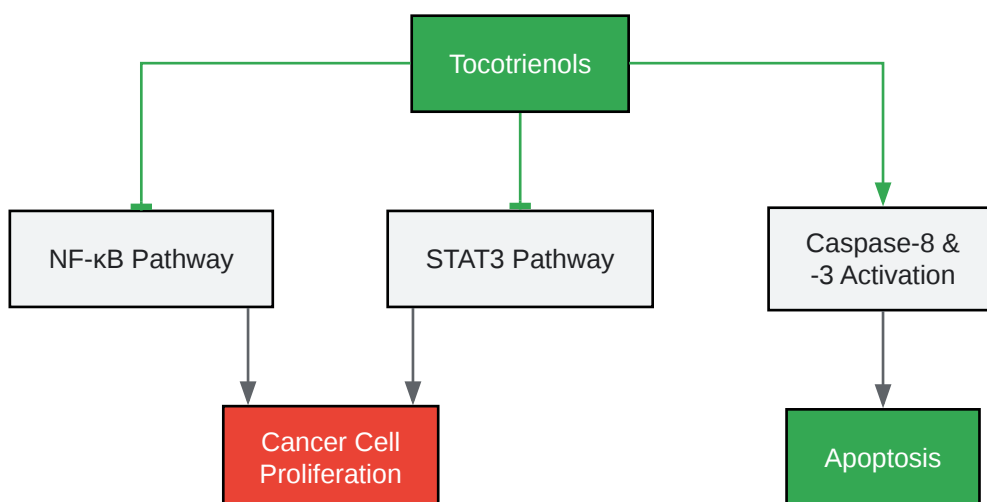 Tocotrienols
NF-κB Pathway
STAT3 Pathway
Caspase-8 &
-3 Activation
Cancer Cell
Proliferation
Apoptosis